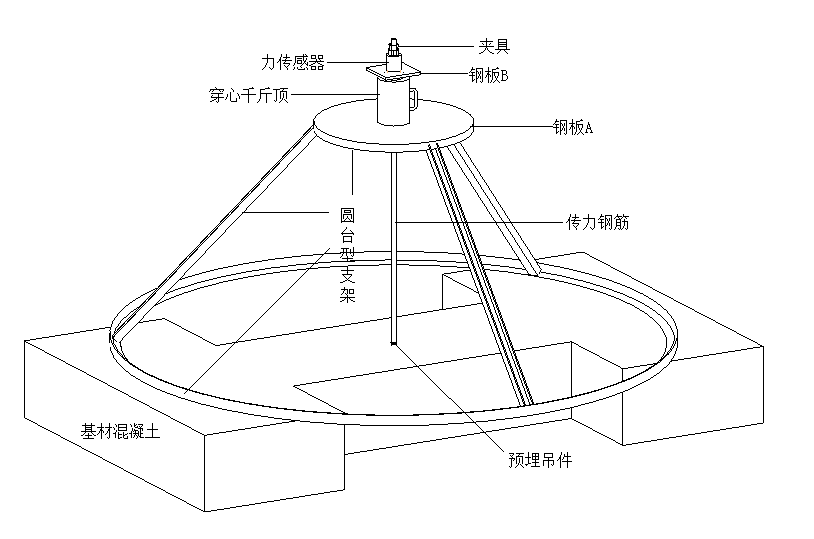 夹具
力传感器
钢板B
穿心千斤顶
钢板A
圆台型支架
传力钢筋
基材混凝土
预埋吊件